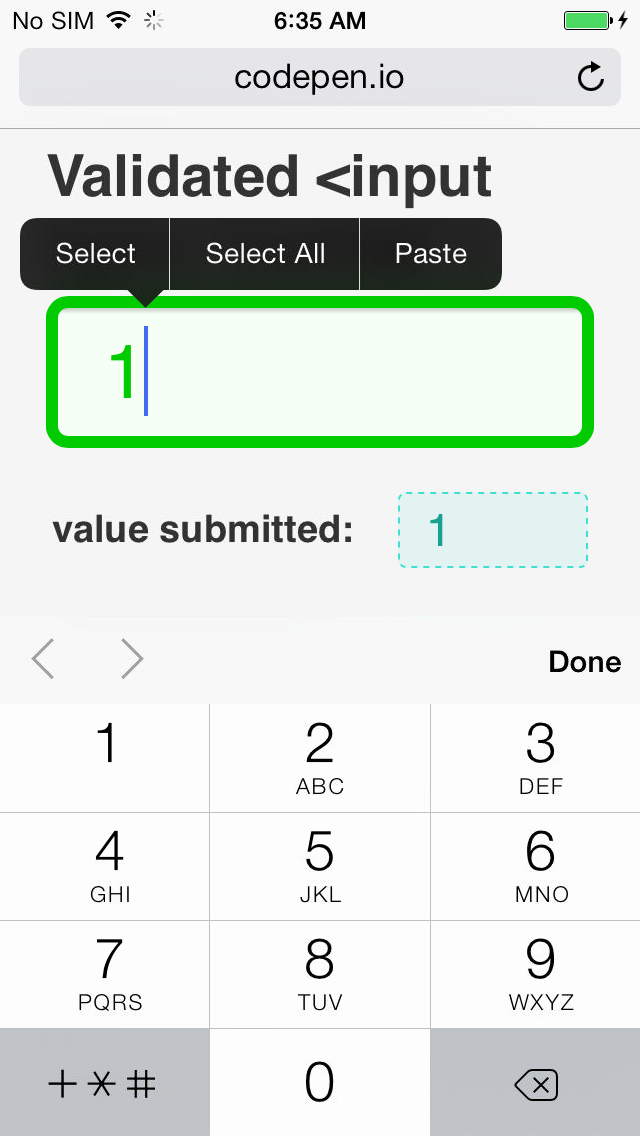 No SIM 6:35 AM
codepen.io
Validated <input
Select Select All Paste
1
value submitted: 1
Done
1 2 3
ABC DEF
4 5 6
GHI JKL MNO
7 8 9
PQRS TUV WXYZ
+*# 0